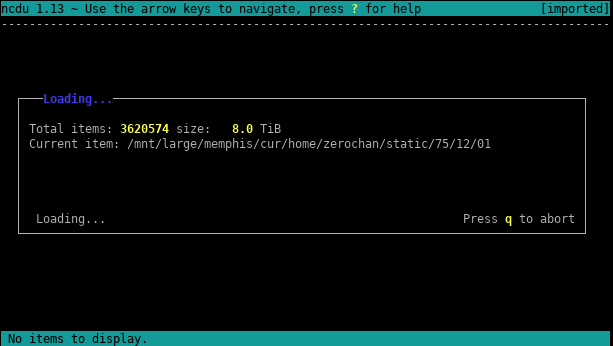 ncdu 1.13 ~ Use the arrow keys to navigate, press ? for help [imported]
Loading...
Total items: 3620574 size: 8.0 TiB
Current item: /mnt/large/memphis/cur/home/zerochan/static/75/12/01
Loading... Press q to abort
No items to display.